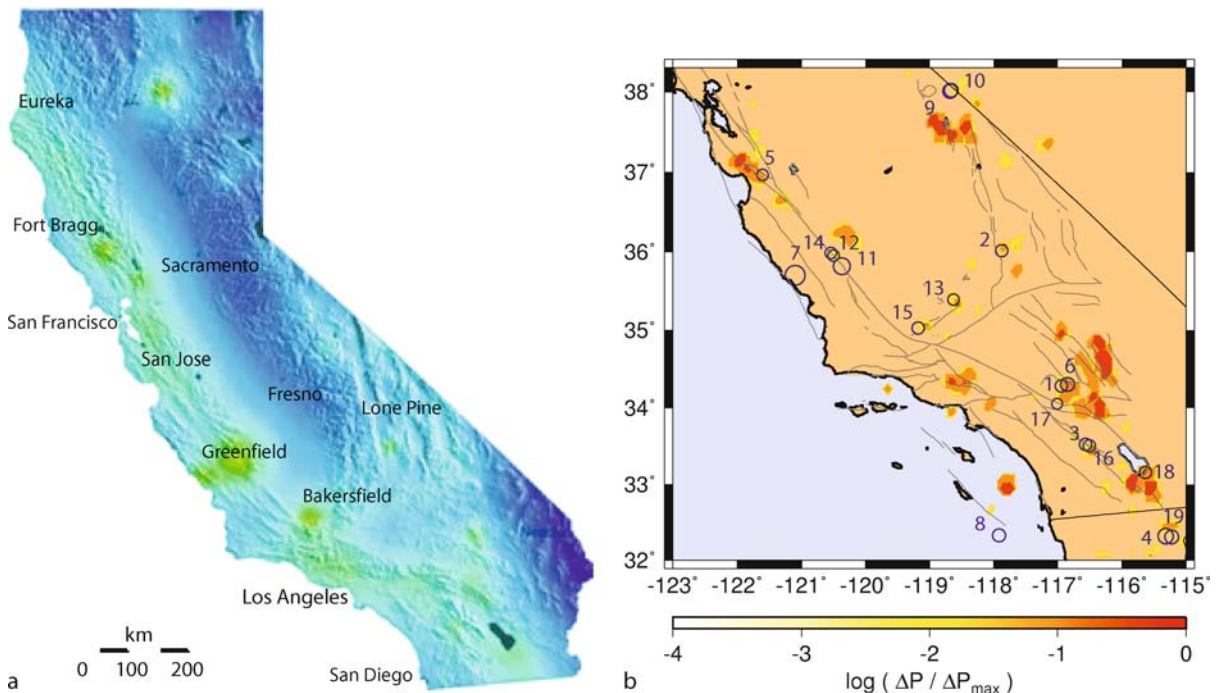 Eureka
Fort Bragg
Sacramento
San Francisco
San Jose
Fresno
Lone Pine
Greenfield
Bakersfield
Los Angeles
km
0 100 200
San Diego
a
38˚
37˚
36˚
35˚
34˚
33˚
32˚
10
9
5
2
14 12
7 11
13
15
6
1
17
3
16
18
8
19
4
-123 -122˚ -121˚ -120˚ -119˚ -118˚ -117˚ -116˚ -115˚
-4 -3 -2 -1 0
b
log ( ΔP / ΔPmax)